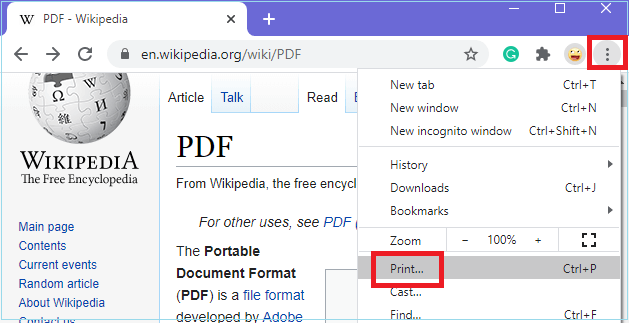 W PDF - Wikipedia
en.wikipedia.org/wiki/PDF
WIKIPEDIA
The Free Encyclopedia
Main page
Contents
Current events
Random article
About Wikipedia
Contact us
Article Talk Read
PDF
From Wikipedia, the free encycl
For other uses, see PDF (
The Portable
Document Format
(PDF) is a file format
developed by Adobe
New tab Ctrl+T
New window Ctrl+N
New incognito window Ctrl+Shift+N
History
Downloads Ctrl+J
Bookmarks
Zoom - 100% +
Print... Ctrl+P
Cast...
Find... Ctrl+F